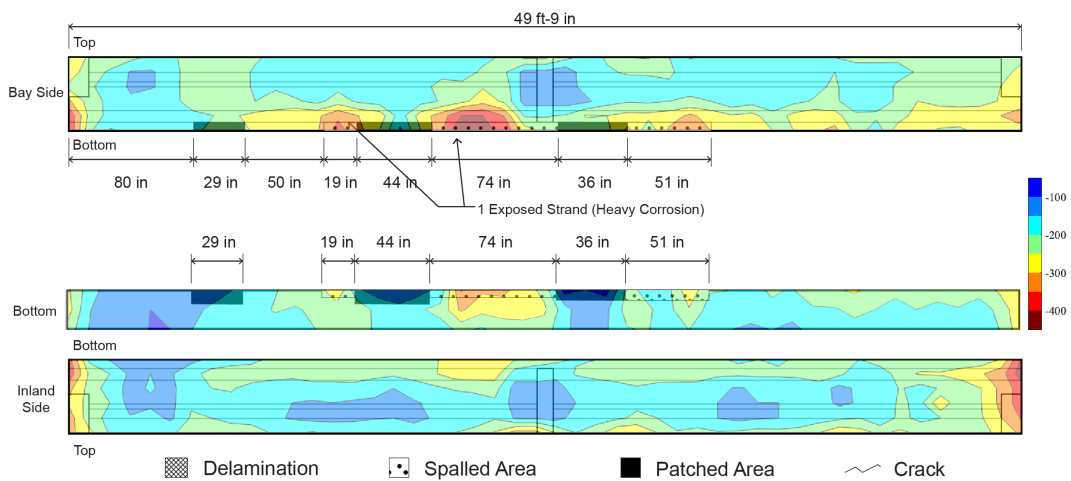 49 ft-9 in
Top
Bay Side
Bottom
80 in 29 in 50 in 19 in 44 in 74 in 36 in 51 in
1 Exposed Strand (Heavy Corrosion)
-100
-200
-300
-400
29 in 19 in 44 in 74 in 36 in 51 in
Bottom
Bottom
Inland
Side
Top
Delamination Spalled Area Patched Area Crack